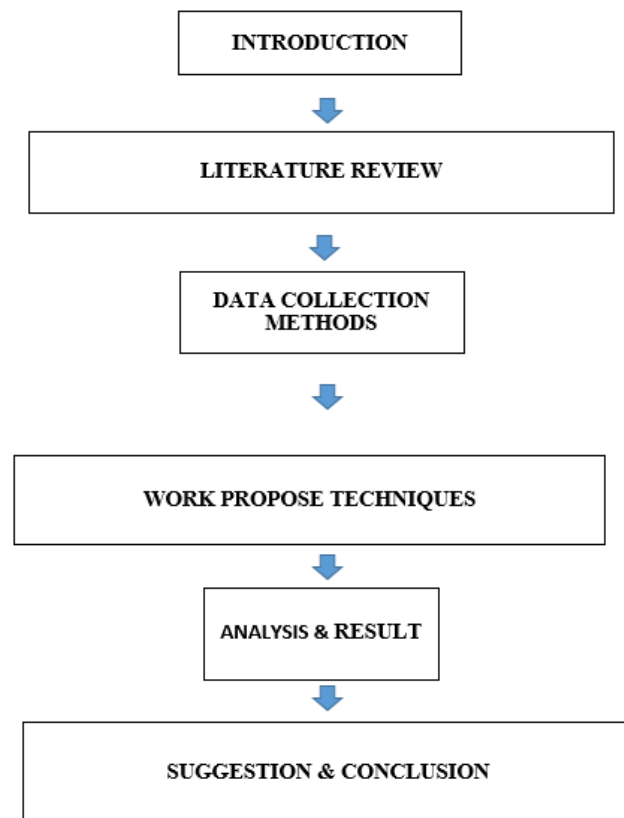 INTRODUCTION
LITERATURE REVIEW
DATA COLLECTION
METHODS
WORK PROPOSE TECHNIQUES
ANALYSIS & RESULT
SUGGESTION & CONCLUSION